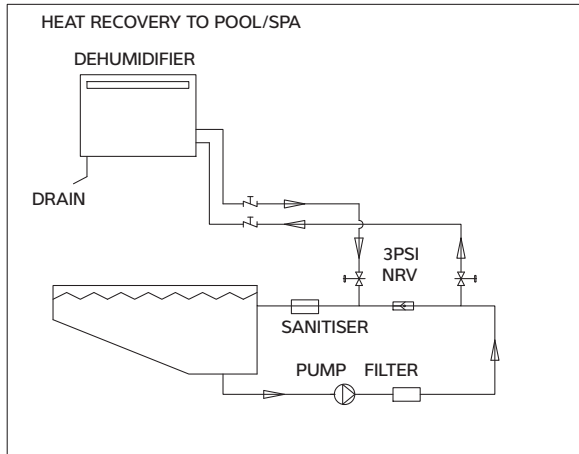 HEAT RECOVERY TO POOL/SPA
DEHUMIDIFIER
DRAIN
3PSI
NRV
SANITISER
PUMP FILTER